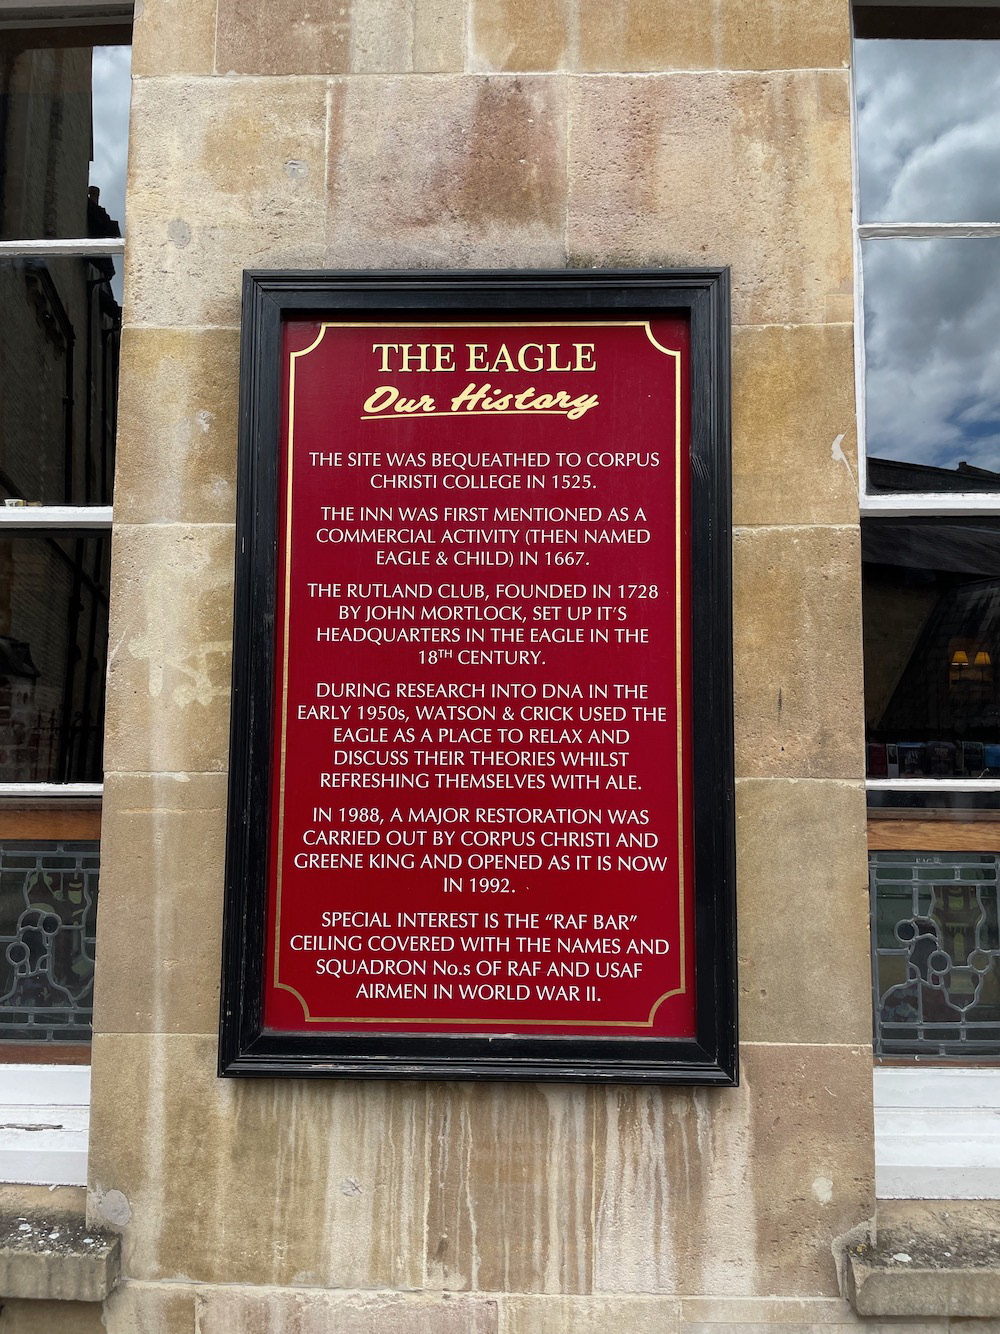 THE EAGLE
Our History
THE SITE WAS BEQUEATHED TO CORPUS
CHRISTI COLLEGE IN 1525.
THE INN WAS FIRST MENTIONED AS A
COMMERCIAL ACTIVITY (THEN NAMED
EAGLE & CHILD) IN 1667.
THE RUTLAND CLUB, FOUNDED IN 1728
BY JOHN MORTLOCK, SET UP IT'S
HEADQUARTERS IN THE EAGLE IN THE
18TH CENTURY.
DURING RESEARCH INTO DNA IN THE
EARLY 1950s, WATSON & CRICK USED THE
EAGLE AS A PLACE TO RELAX AND
DISCUSS THEIR THEORIES WHILST
REFRESHING THEMSELVES WITH ALE.
IN 1988, A MAJOR RESTORATION WAS
CARRIED OUT BY CORPUS CHRISTI AND
GREENE KING AND OPENED AS IT IS NOW
IN 1992.
SPECIAL INTEREST IS THE “RAF BAR”
CEILING COVERED WITH THE NAMES AND
SQUADRON No.s OF RAF AND USAF
AIRMEN IN WORLD WAR II.